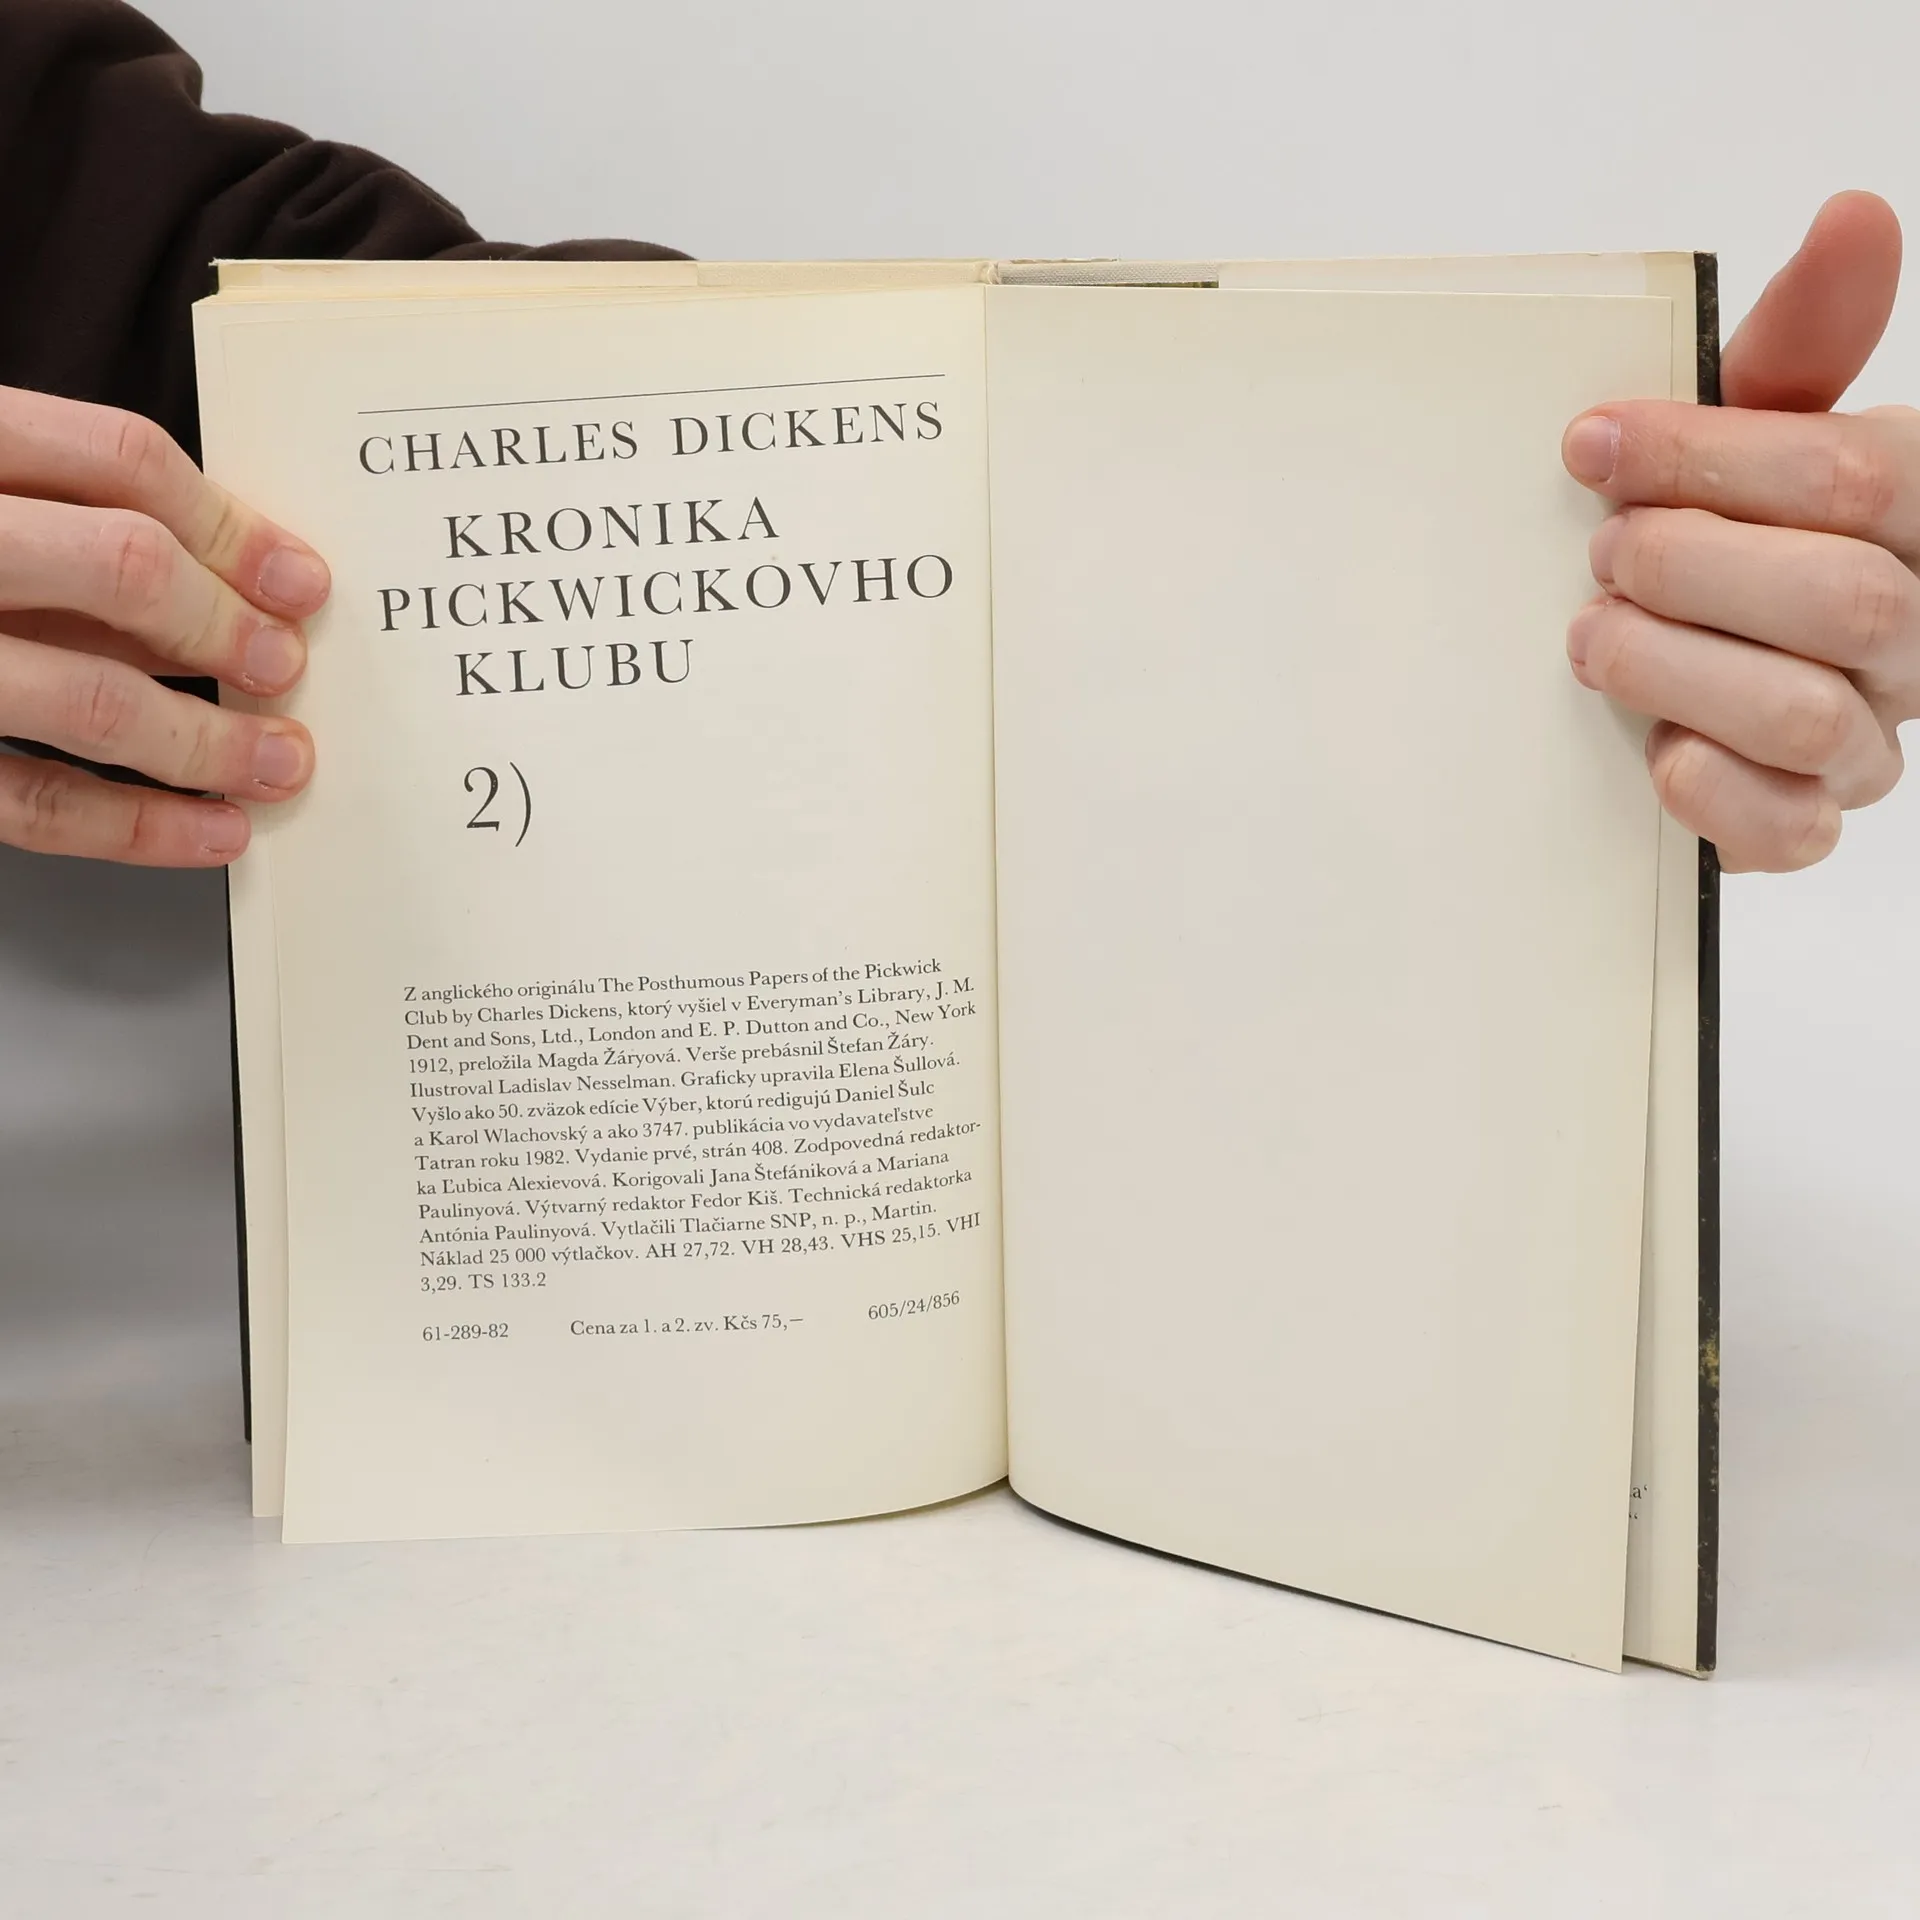 CHARLES DICKENS
KRONIKA
PICKWICKOVHO
KLUBU
2)
Z anglického originálu The Posthumous Papers of the Pickwick
Club by Charles Dickens, ktorý vyšiel v Everyman's Library, J. M.
Dent and Sons, Ltd., London and E. P. Dutton and Co., New York
1912, preložila Magda Žáryová. Verše prebásnil Štefan Žáry.
Ilustroval Ladislav Nesselman. Graficky upravila Elena Šullová.
Vyšlo ako 50. zväzok edície Výber, ktorú redigujú Daniel Šulc
a Karol Wlachovský a ako 3747. publikácia vo vydavateľstve
Tatran roku 1982. Vydanie prvé, strán 408. Zodpovedná redaktor-
ka Ľubica Alexievová. Korigovali Jana Štefániková a Mariana
Paulinyová. Výtvarný redaktor Fedor Kiš. Technická redaktorka
Antónia Paulinyová. Vytlačili Tlačiarne SNP, n. p., Martin.
Náklad 25 000 výtlačkov. AH 27,72. VH 28,43. VHS 25,15. VHI
3,29. TS 133.2
61-289-82 Cena za 1. a 2. zv. Kčs 75,— 605/24/856